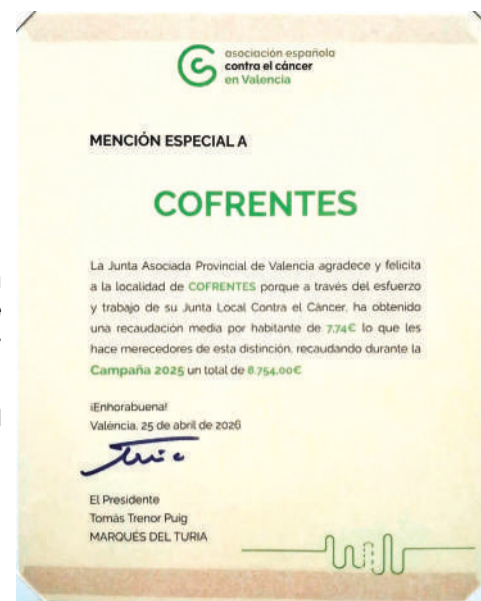 asociación española
contra el cáncer
en Valencia
MENCIÓN ESPECIAL A
COFRENTES
La Junta Asociada Provincial de Valencia agradece y felicita
a la localidad de COFRENTES porque a través del esfuerzo
y trabajo de su Junta Local Contra el Cáncer, ha obtenido
una recaudación media por habitante de 7,74€ lo que les
hace merecedores de esta distinción, recaudando durante la
Campaña 2025 un total de 8.754,00€
¡Enhorabuena!
Valencia, 25 de abril de 2026
El Presidente
Tomás Trenor Puig
MARQUÉS DEL TURIA